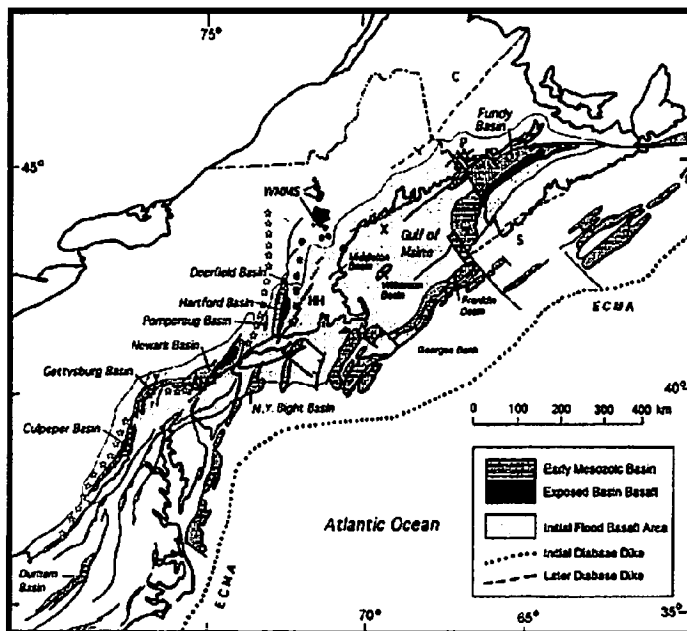 75°
C
Fundy
Basin
P
45°
WMMS
X
Gulf of
Maine
S
Middleton
Basin
Deerfield Basin
Hartford Basin
HH
Pomperaug Basin
Franklin
Basin
ECMA
Newark Basin
Georges Basin
Gettysburg Basin
40°
N.Y. Bight Basin
0 100 200 300 400 km
Culpeper Basin
Early Mesozoic Basin
Exposed Basin Basalt
Atlantic Ocean
Initial Flood Basalt Area
Initial Diabase Dike
Durham
Basin
Later Diabase Dike
ECMA
70°
65°
35°